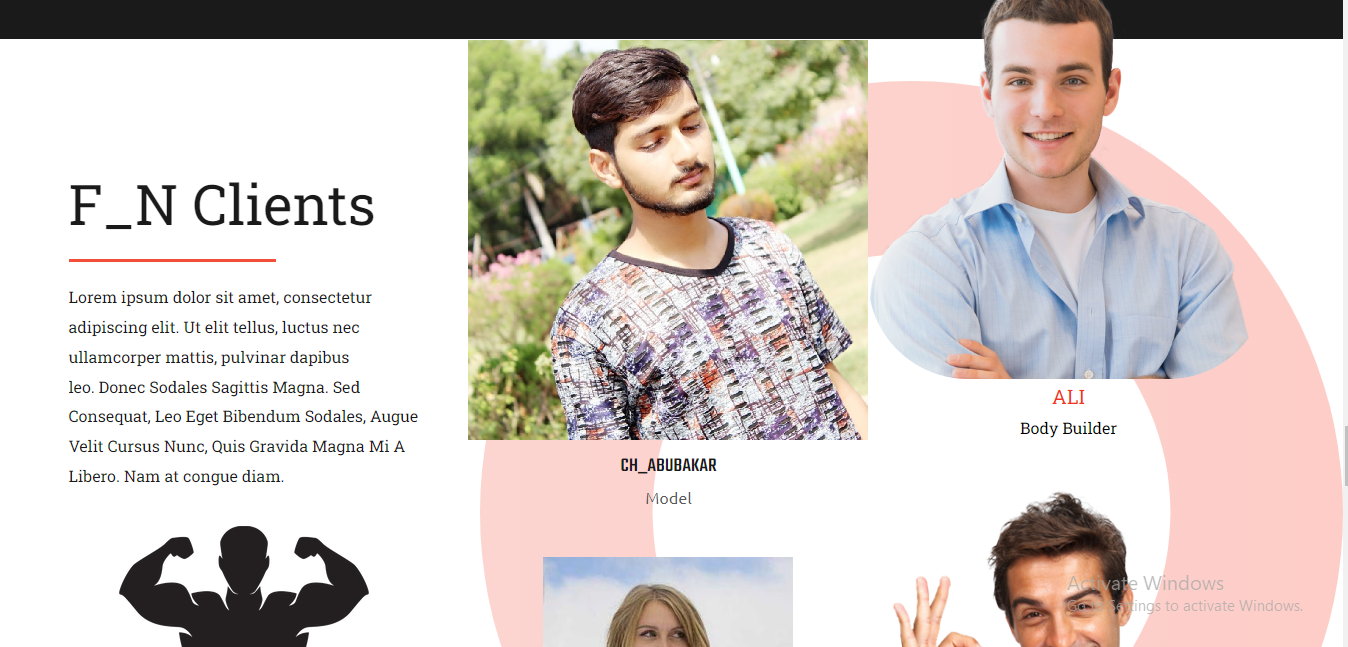 F_N Clients
Lorem ipsum dolor sit amet, consectetur
adipiscing elit. Ut elit tellus, luctus nec
ullamcorper mattis, pulvinar dapibus
leo. Donec Sodales Sagittis Magna. Sed
Consequat, Leo Eget Bibendum Sodales, Augue
Velit Cursus Nunc, Quis Gravida Magna Mi A
Libero. Nam at congue diam.
CH_ABUBAKAR
Model
ALI
Body Builder
Activate Windows
Go to Settings to activate Windows.